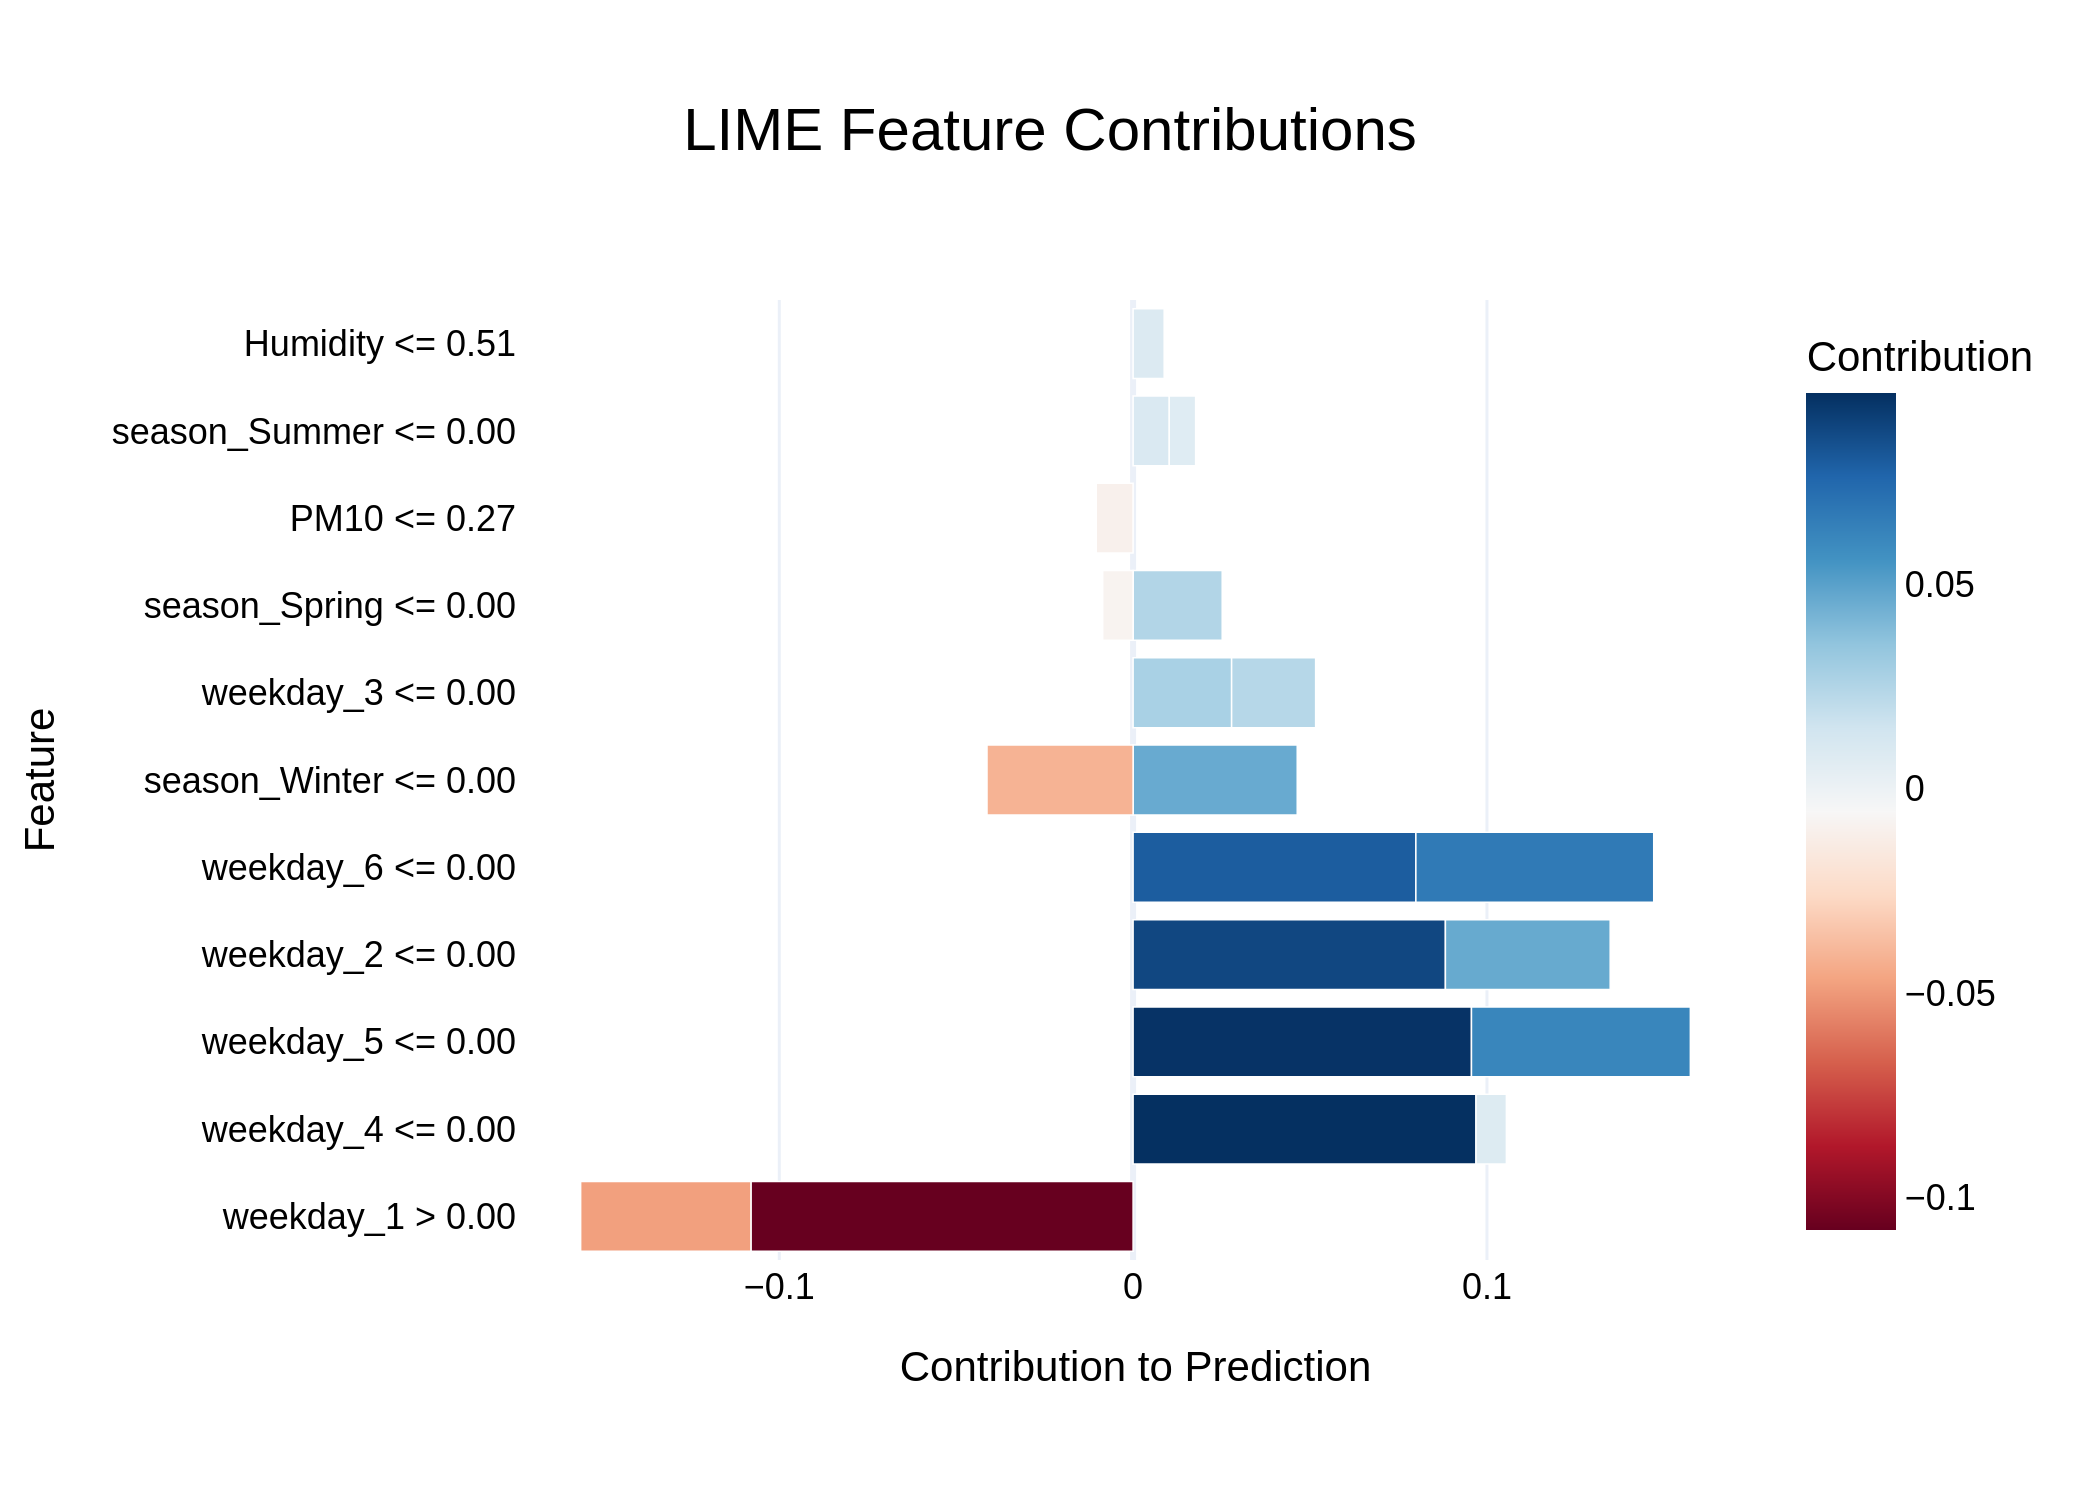 LIME Feature Contributions
Humidity <= 0.51
season_Summer <= 0.00
PM10 <= 0.27
season_Spring <= 0.00
weekday_3 <= 0.00
season_Winter <= 0.00
weekday_6 <= 0.00
weekday_2 <= 0.00
weekday_5 <= 0.00
weekday_4 <= 0.00
weekday_1 > 0.00
Feature
−0.1
0
0.1
Contribution to Prediction
Contribution
0.05
0
−0.05
−0.1